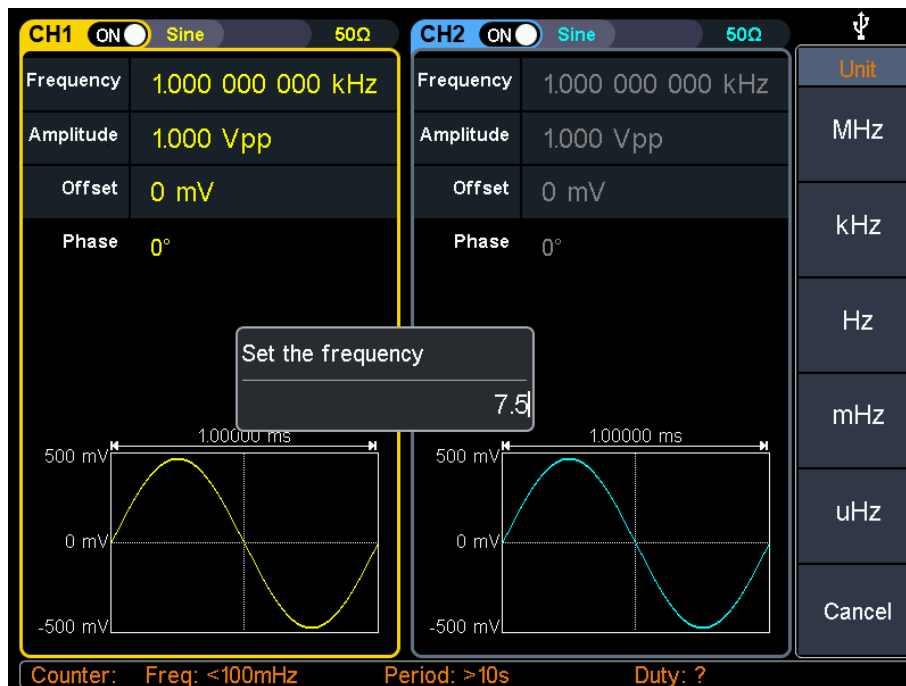 CH1 ON Sine 50Ω
Frequency 1.000 000 000 kHz
Amplitude 1.000 Vpp
Offset 0 mV
Phase 0°
1.00000 ms
500 mV
0 mV
-500 mV
CH2 ON Sine 50Ω
Frequency 1.000 000 000 kHz
Amplitude 1.000 Vpp
Offset 0 mV
Phase 0°
1.00000 ms
500 mV
0 mV
-500 mV
Set the frequency
7.5
Unit
MHz
kHz
Hz
mHz
uHz
Cancel
Counter: Freq: <100mHz Period: >10s Duty: ?